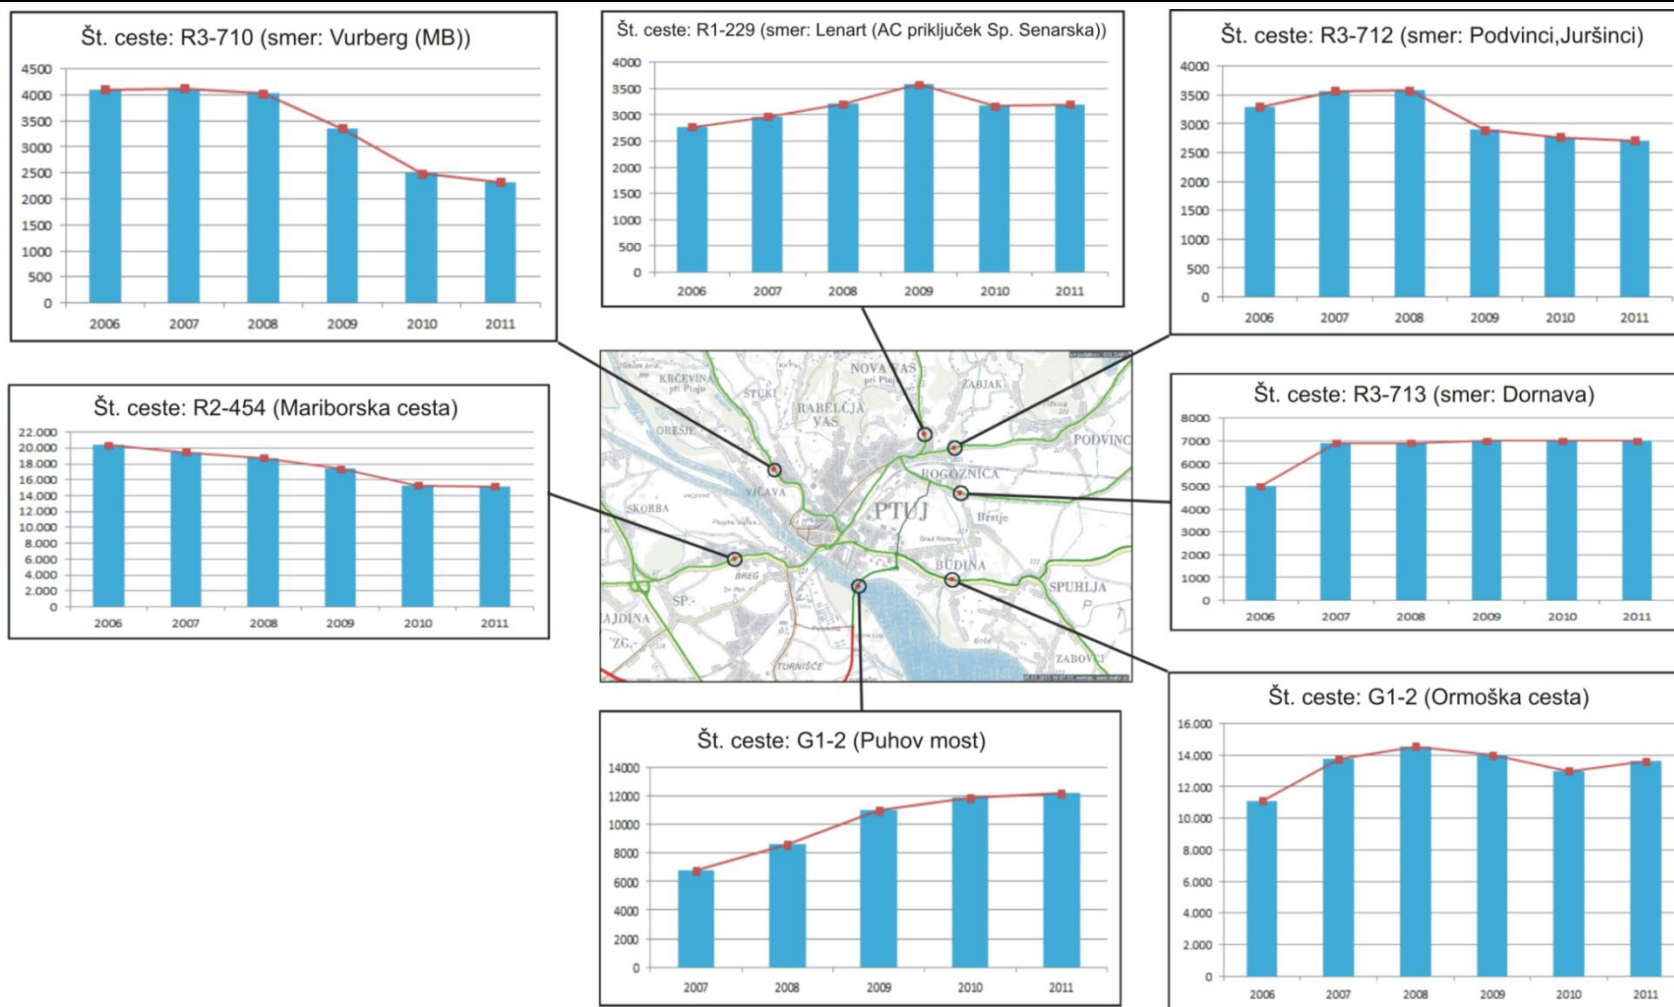 Št. ceste: R3-710 (smer: Vurberg (MB))
4500
4000
3500
3000
2500
2000
1500
1000
500
0
2006 2007 2008 2009 2010 2011
Št. ceste: R1-229 (smer: Lenart (AC priključek Sp. Senarska))
4000
3500
3000
2500
2000
1500
1000
500
0
2006 2007 2008 2009 2010 2011
Št. ceste: R3-712 (smer: Podvinci,Juršinci)
4000
3500
3000
2500
2000
1500
1000
500
0
2006 2007 2008 2009 2010 2011
Št. ceste: R2-454 (Mariborska cesta)
22.000
20.000
18.000
16.000
14.000
12.000
10.000
8.000
6.000
4.000
2.000
0
2006 2007 2008 2009 2010 2011
KRČEVINA
pri Ptuju
NOVA VAS
pri Ptuju
ŽABJAK
ŠTUKI
RABELČJA
VAS
OREŠJE
PODVINC
ROGOZNICA
VIČAVA
SKORBA
PTUJ
Brstje
BREG
BUDINA
SPUHLJA
SP.-
HAJDINA
ZG.-
TURNIŠČE
ZABOVCI
Št. ceste: R3-713 (smer: Dornava)
8000
7000
6000
5000
4000
3000
2000
1000
0
2006 2007 2008 2009 2010 2011
Št. ceste: G1-2 (Puhov most)
14000
12000
10000
8000
6000
4000
2000
0
2007 2008 2009 2010 2011
Št. ceste: G1-2 (Ormoška cesta)
16.000
14.000
12.000
10.000
8.000
6.000
4.000
2.000
0
2006 2007 2008 2009 2010 2011